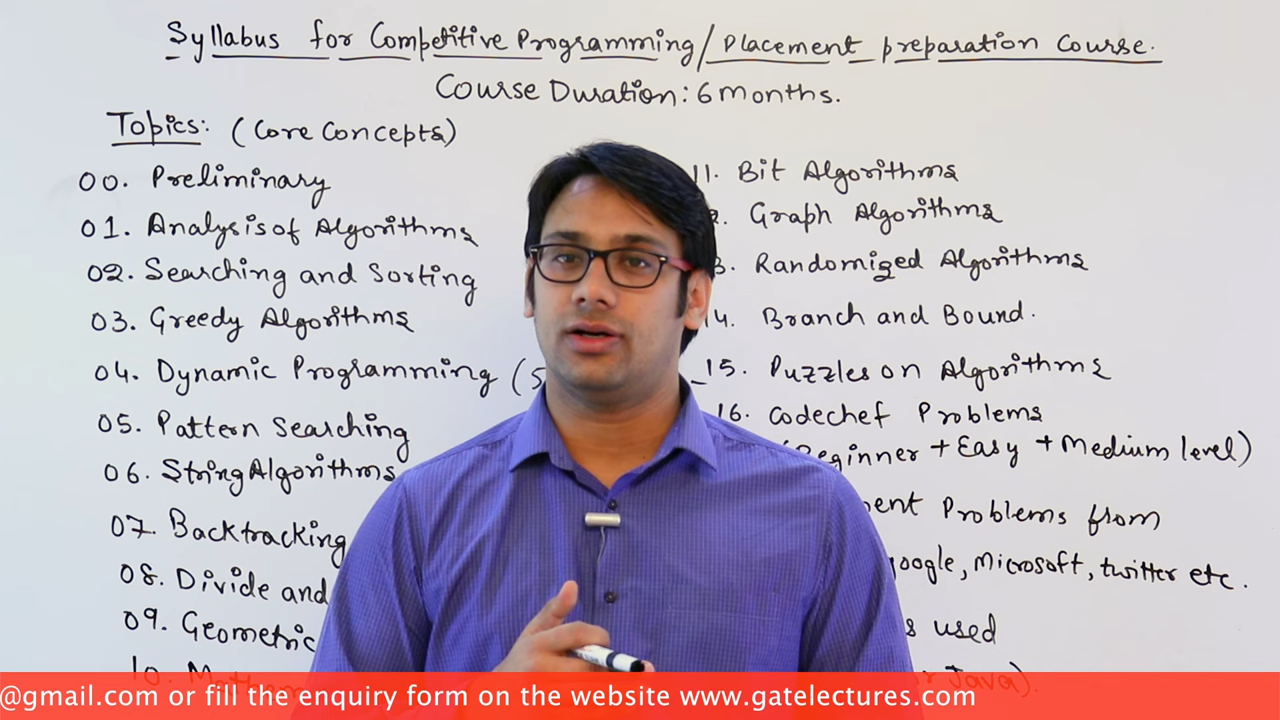 Syllabus for Competitive Programming/Placement preparation Course.
Course Duration: 6 months.
Topics: (Core Concepts)
00. Preliminary
01. Analysis of Algorithms
02. Searching and Sorting
03. Greedy Algorithms
04. Dynamic Programming (
05. Pattern Searching
06. String Algorithms
07. Backtracking
08. Divide and
09. Geometric
10.
11. Bit Algorithms
Graph Algorithms
Randomized Algorithms
14. Branch and Bound.
15. Puzzles on Algorithms
16. Codechef Problems
(Beginner + Easy + Medium level)
Problems from
Microsoft, twitter etc.
used
Java).
@gmail.com or fill the enquiry form on the website www.gatelectures.com